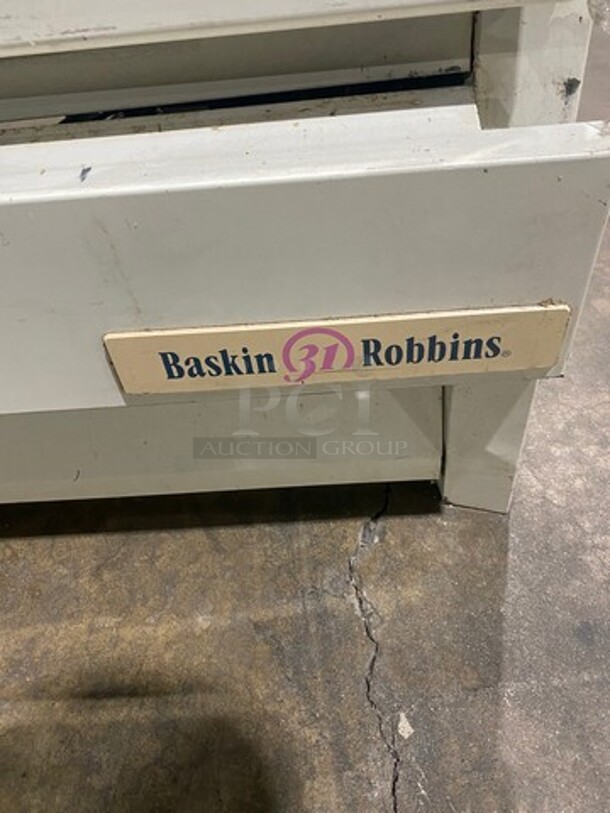 Baskin 31 Robbins®
PCI
AUCTION GROUP